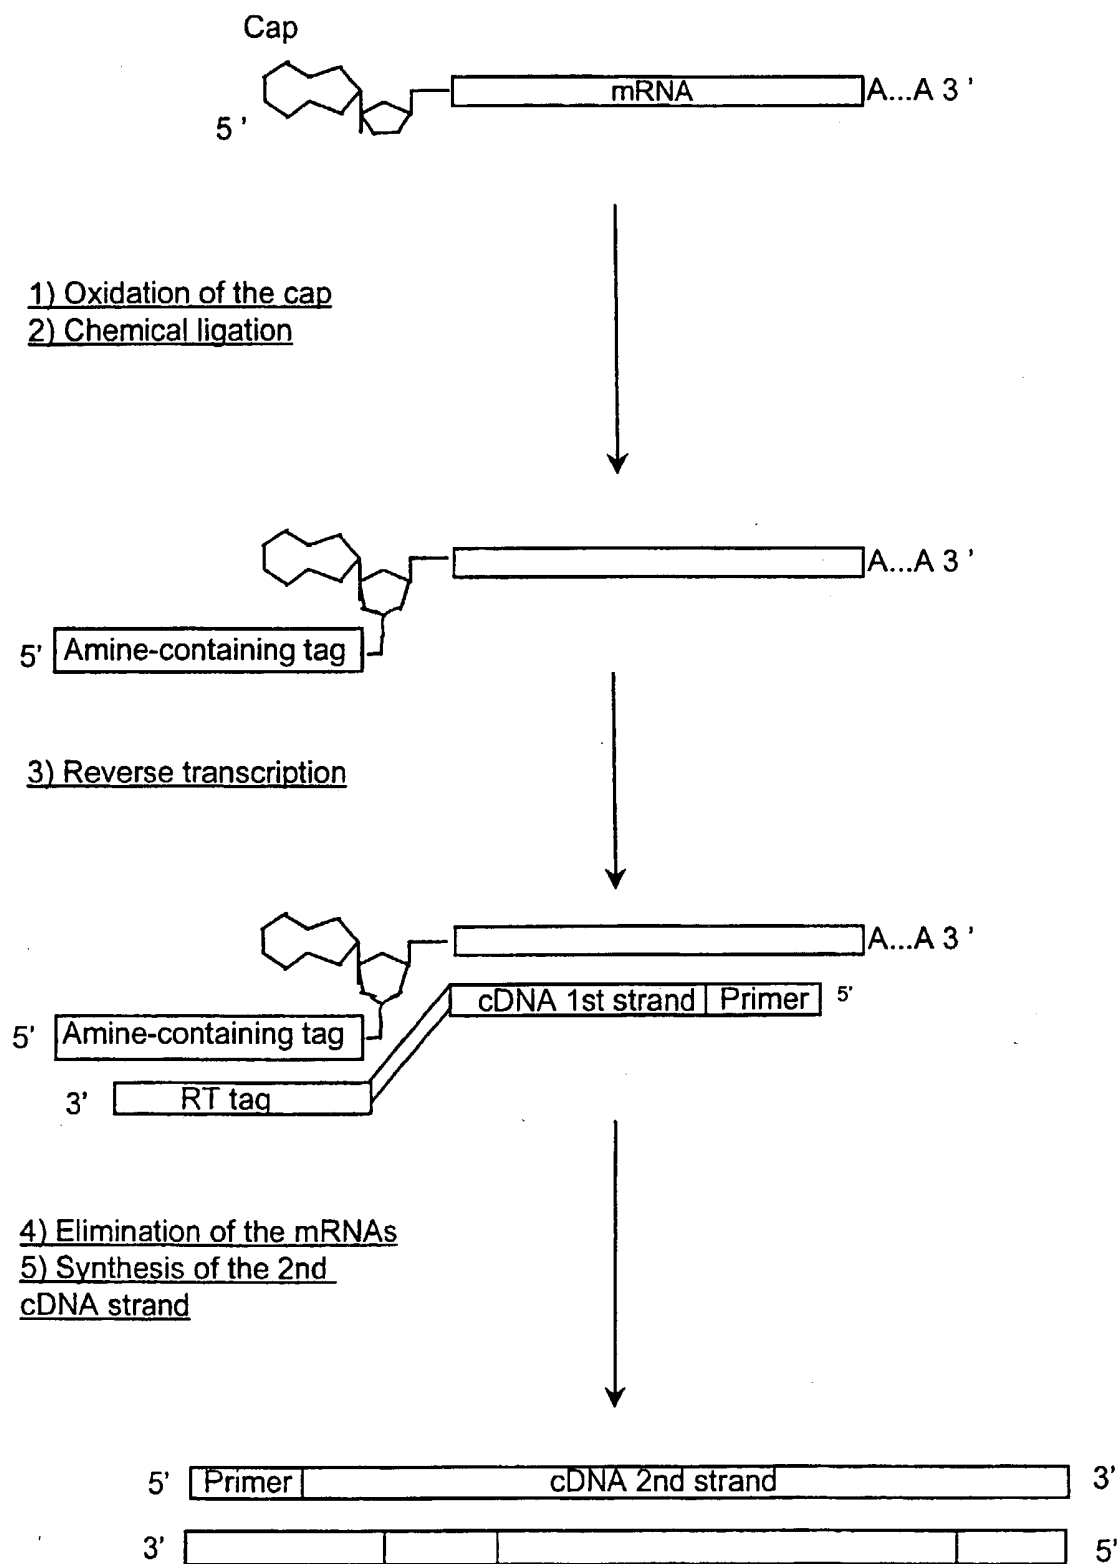 Cap
mRNA
A...A 3 '
5 '
1) Oxidation of the cap
2) Chemical ligation
A...A 3 '
5' Amine-containing tag
3) Reverse transcription
A...A 3 '
cDNA 1st strand Primer 5'
5' Amine-containing tag
3' RT tag
4) Elimination of the mRNAs
5) Synthesis of the 2nd
cDNA strand
5' Primer cDNA 2nd strand 3'
3' 5'